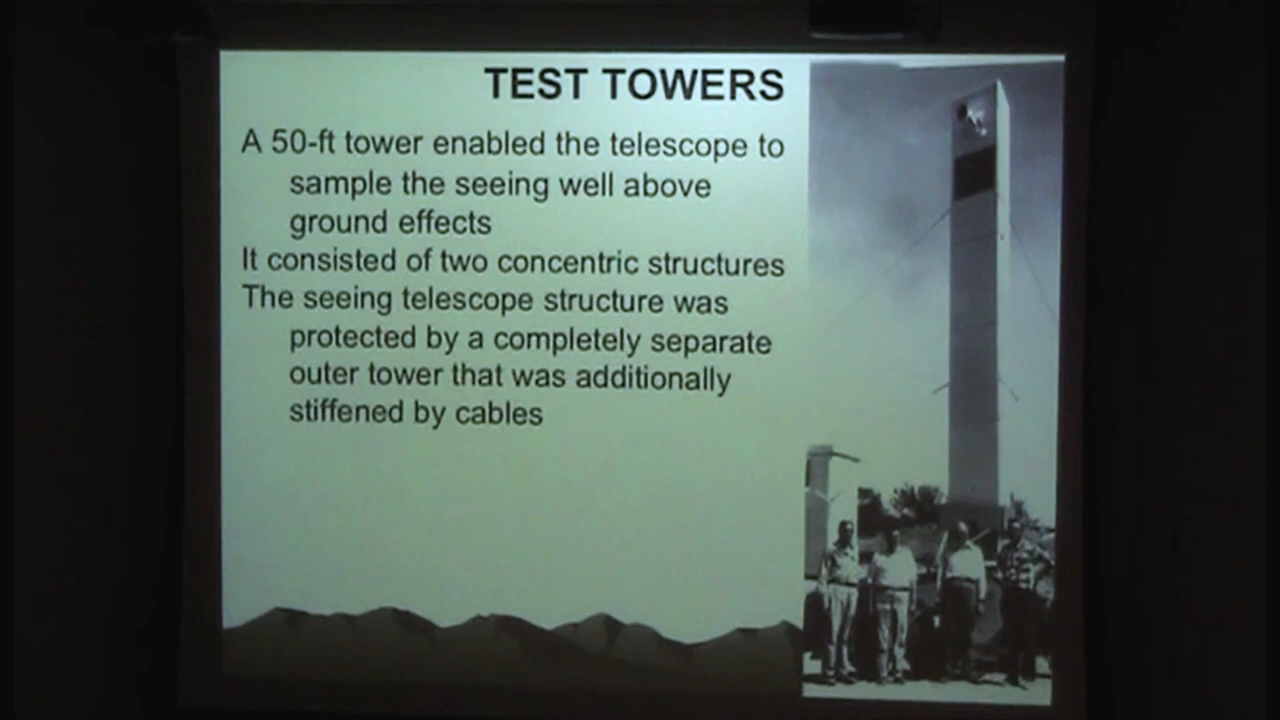 TEST TOWERS
A 50-ft tower enabled the telescope to
sample the seeing well above
ground effects
It consisted of two concentric structures
The seeing telescope structure was
protected by a completely separate
outer tower that was additionally
stiffened by cables